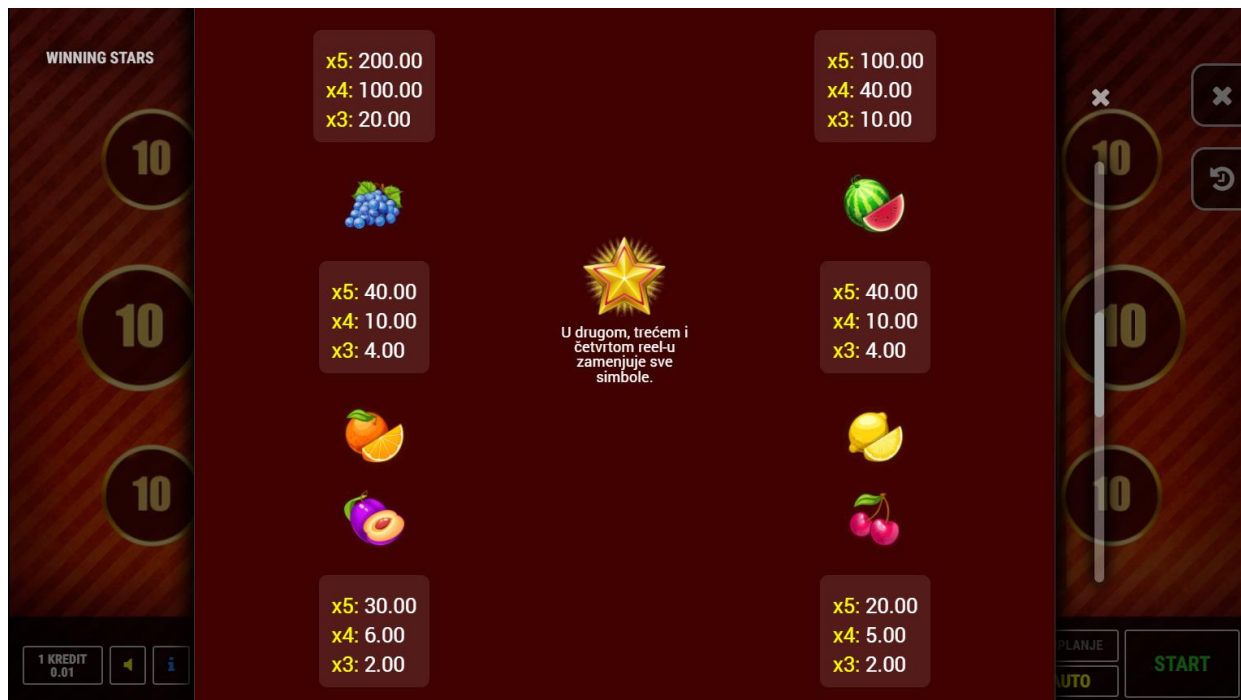 WINNING STARS
x5: 200.00
x4: 100.00
x3: 20.00
x5: 100.00
x4: 40.00
x3: 10.00
10
10
x5: 40.00
x4: 10.00
x3: 4.00
U drugom, trećem i
četvrtom reel-u
zamenjuje sve
simbole.
x5: 40.00
x4: 10.00
x3: 4.00
10
10
10
10
x5: 30.00
x4: 6.00
x3: 2.00
x5: 20.00
x4: 5.00
x3: 2.00
1 KREDIT
0.01
i
START